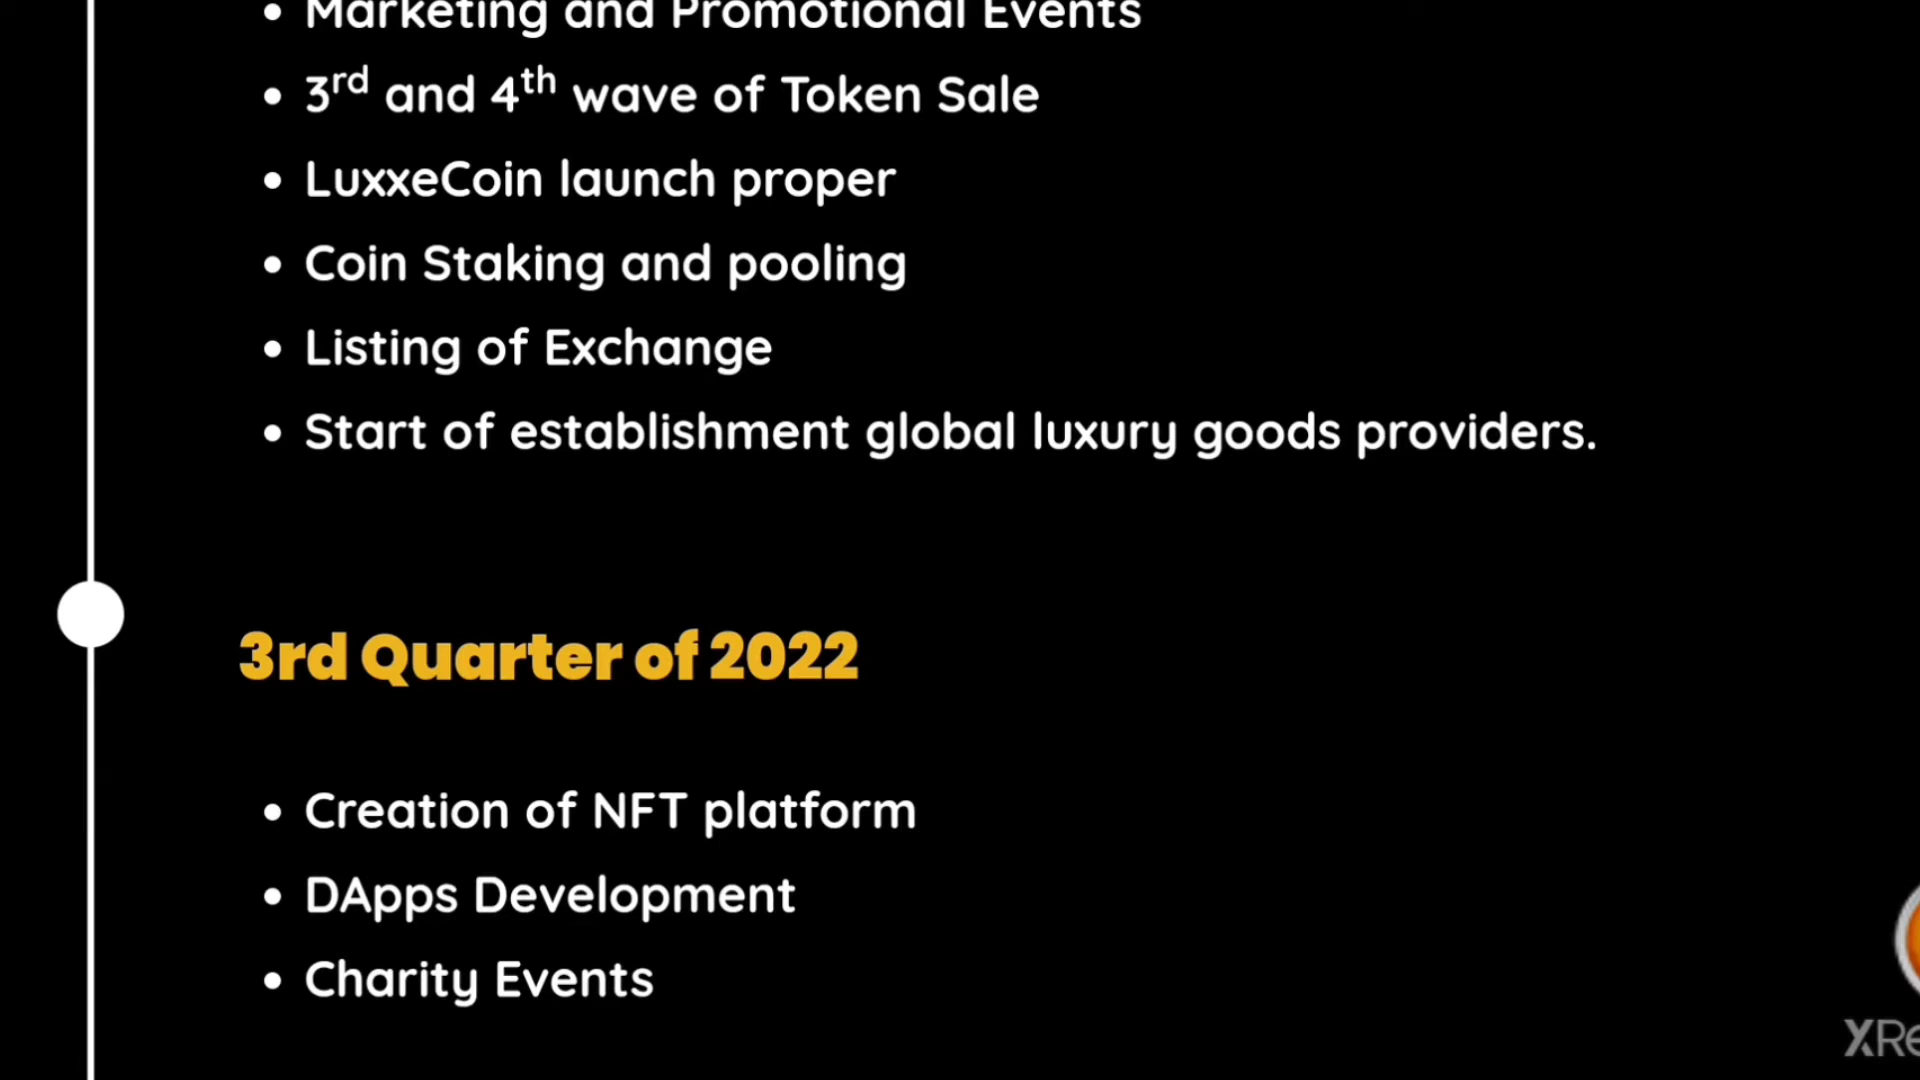 Marketing and Promotional Events
3rd and 4th wave of Token Sale
LuxxeCoin launch proper
Coin Staking and pooling
Listing of Exchange
Start of establishment global luxury goods providers.
3rd Quarter of 2022
Creation of NFT platform
DApps Development
Charity Events